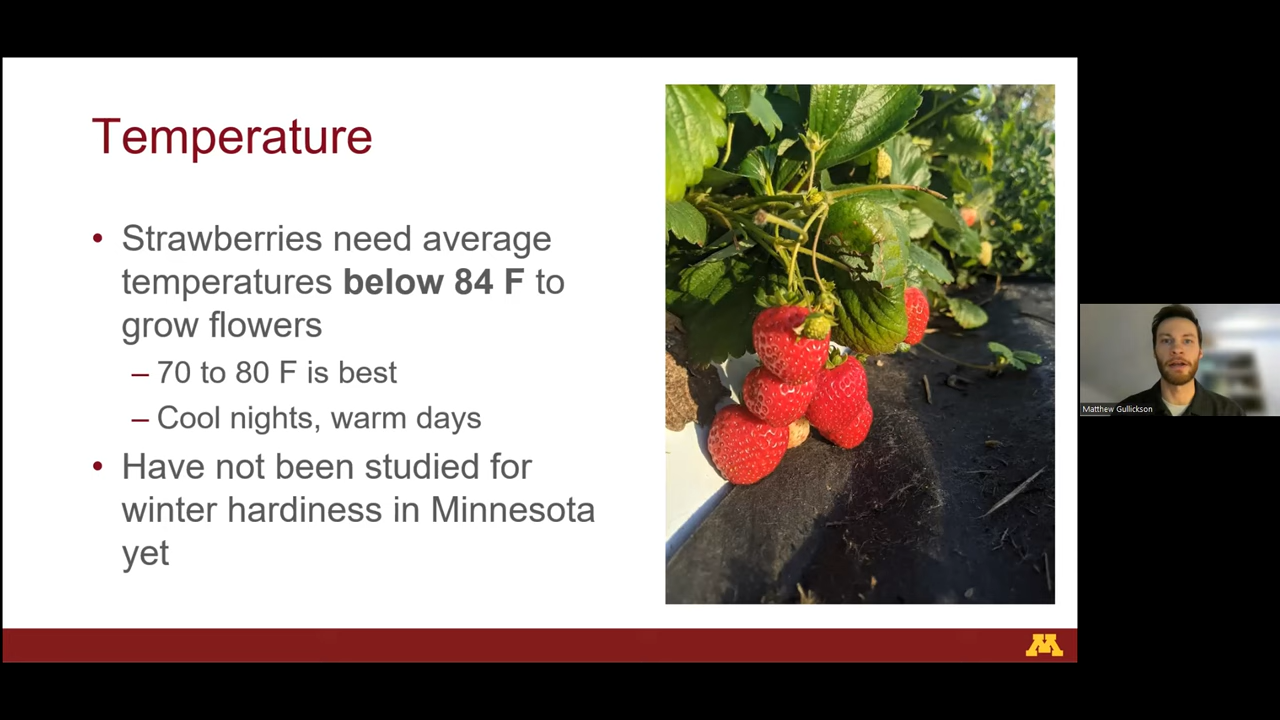 Temperature
• Strawberries need average
temperatures below 84 F to
grow flowers
– 70 to 80 F is best
– Cool nights, warm days
• Have not been studied for
winter hardiness in Minnesota
yet
Matthew Gullickson
M